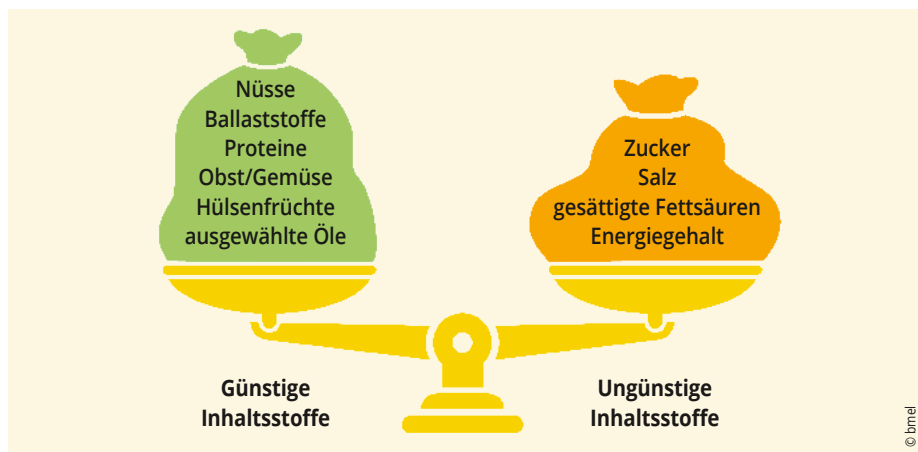 Nüsse
Ballaststoffe
Proteine
Obst/Gemüse
Hülsenfrüchte
ausgewählte Öle
Zucker
Salz
gesättigte Fettsäuren
Energiegehalt
Günstige
Inhaltsstoffe
Ungünstige
Inhaltsstoffe
© bmel